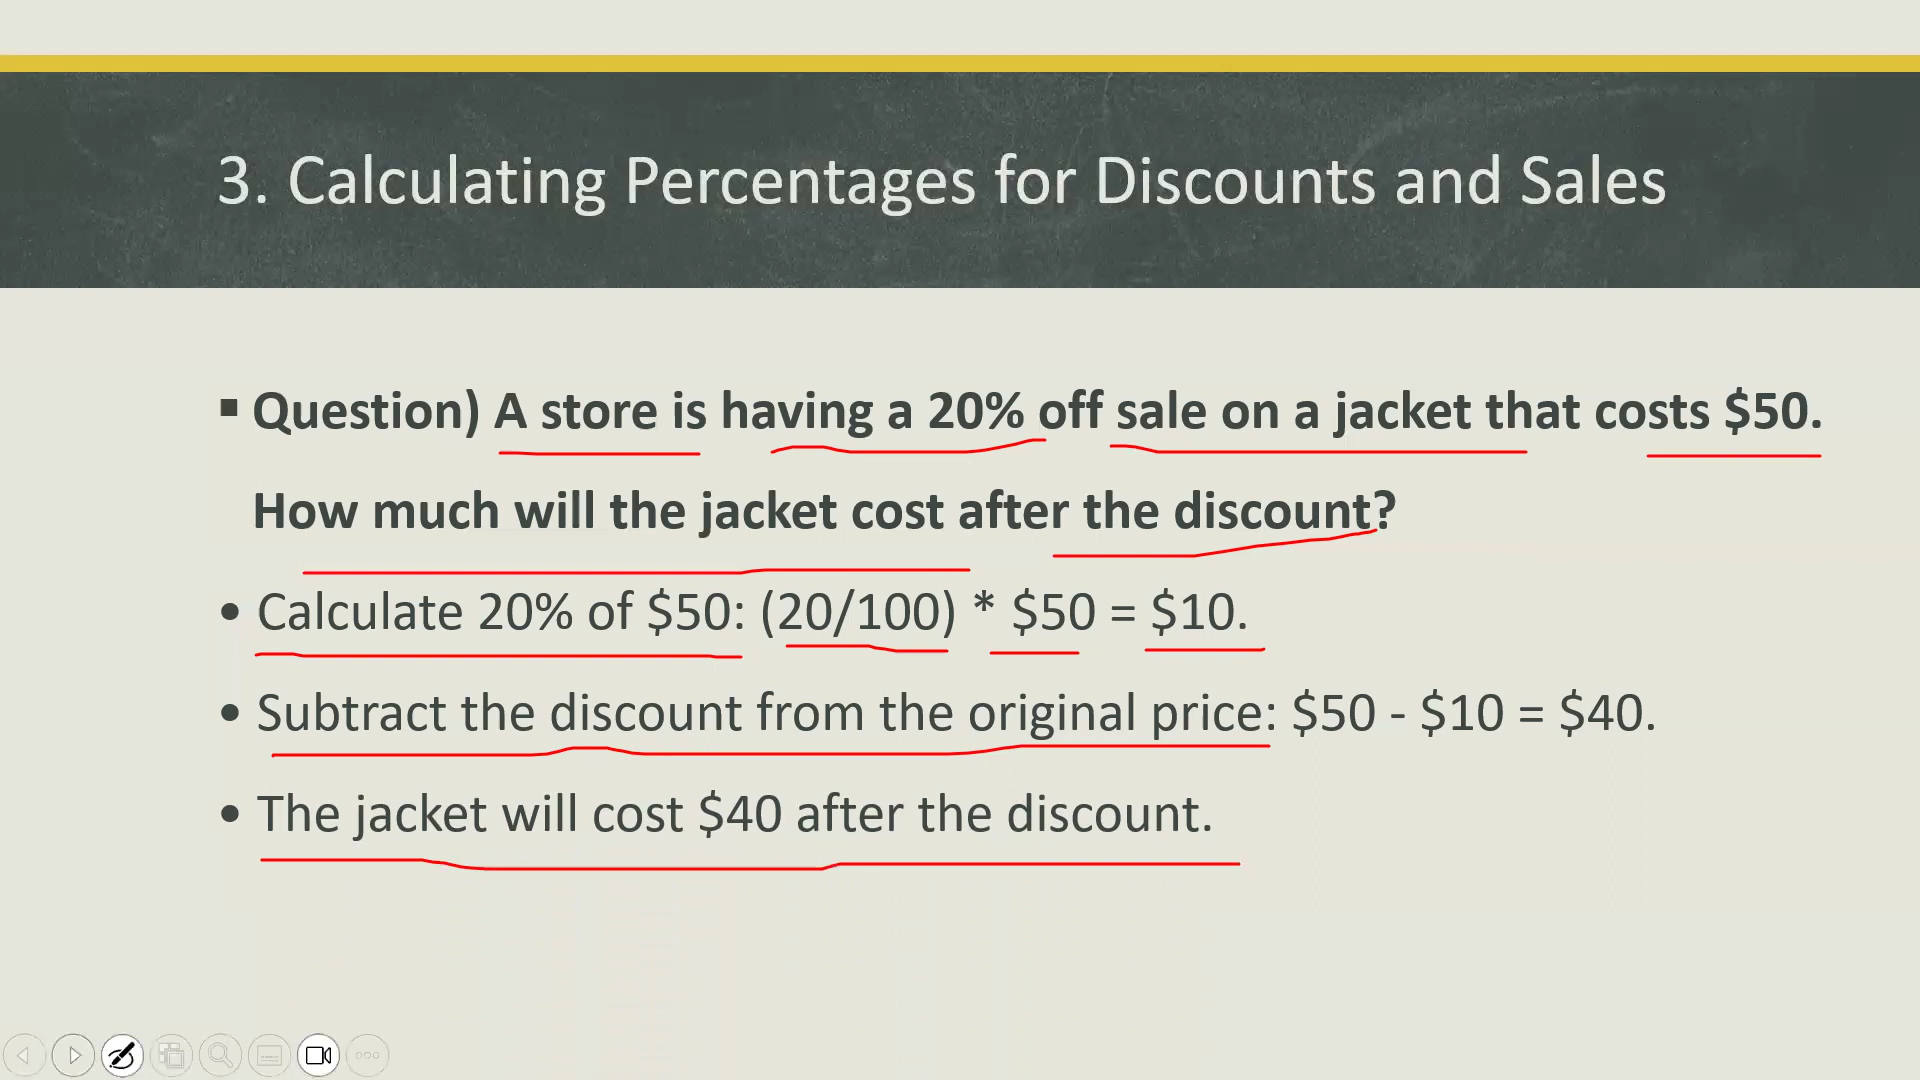 3. Calculating Percentages for Discounts and Sales
▪ Question) A store is having a 20% off sale on a jacket that costs $50.
How much will the jacket cost after the discount?
• Calculate 20% of $50: (20/100) * $50 = $10.
• Subtract the discount from the original price: $50 - $10 = $40.
• The jacket will cost $40 after the discount.